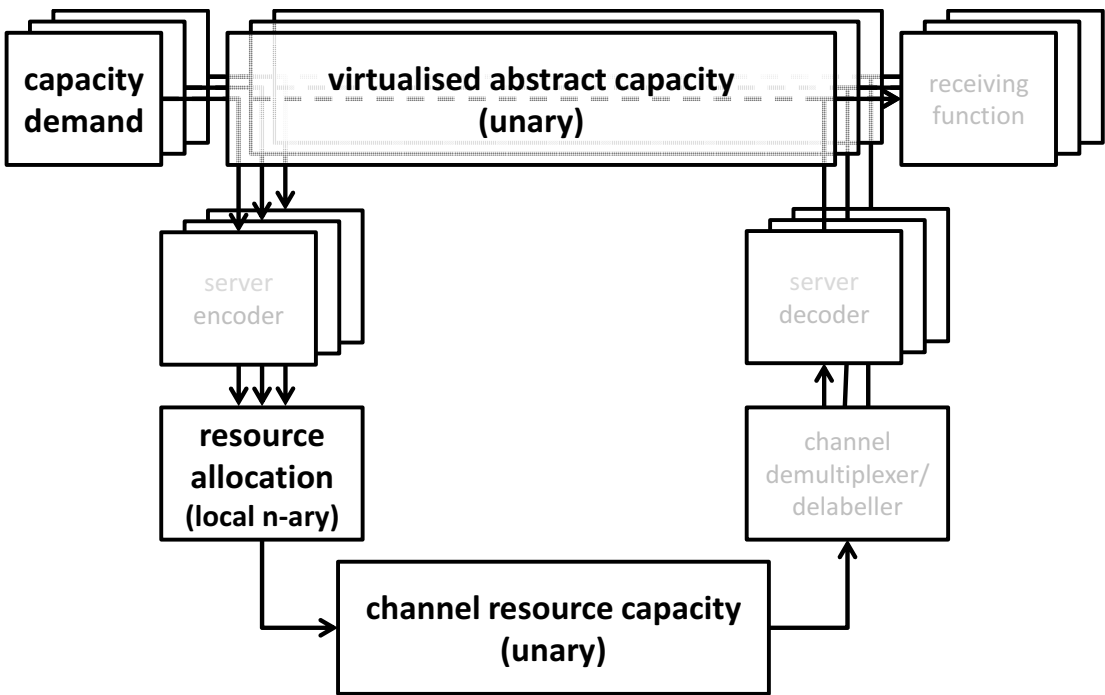 capacity
demand
virtualised abstract capacity
(unary)
receiving
function
server
encoder
server
decoder
resource
allocation
(local n-ary)
channel
demultiplexer/
delabeller
channel resource capacity
(unary)